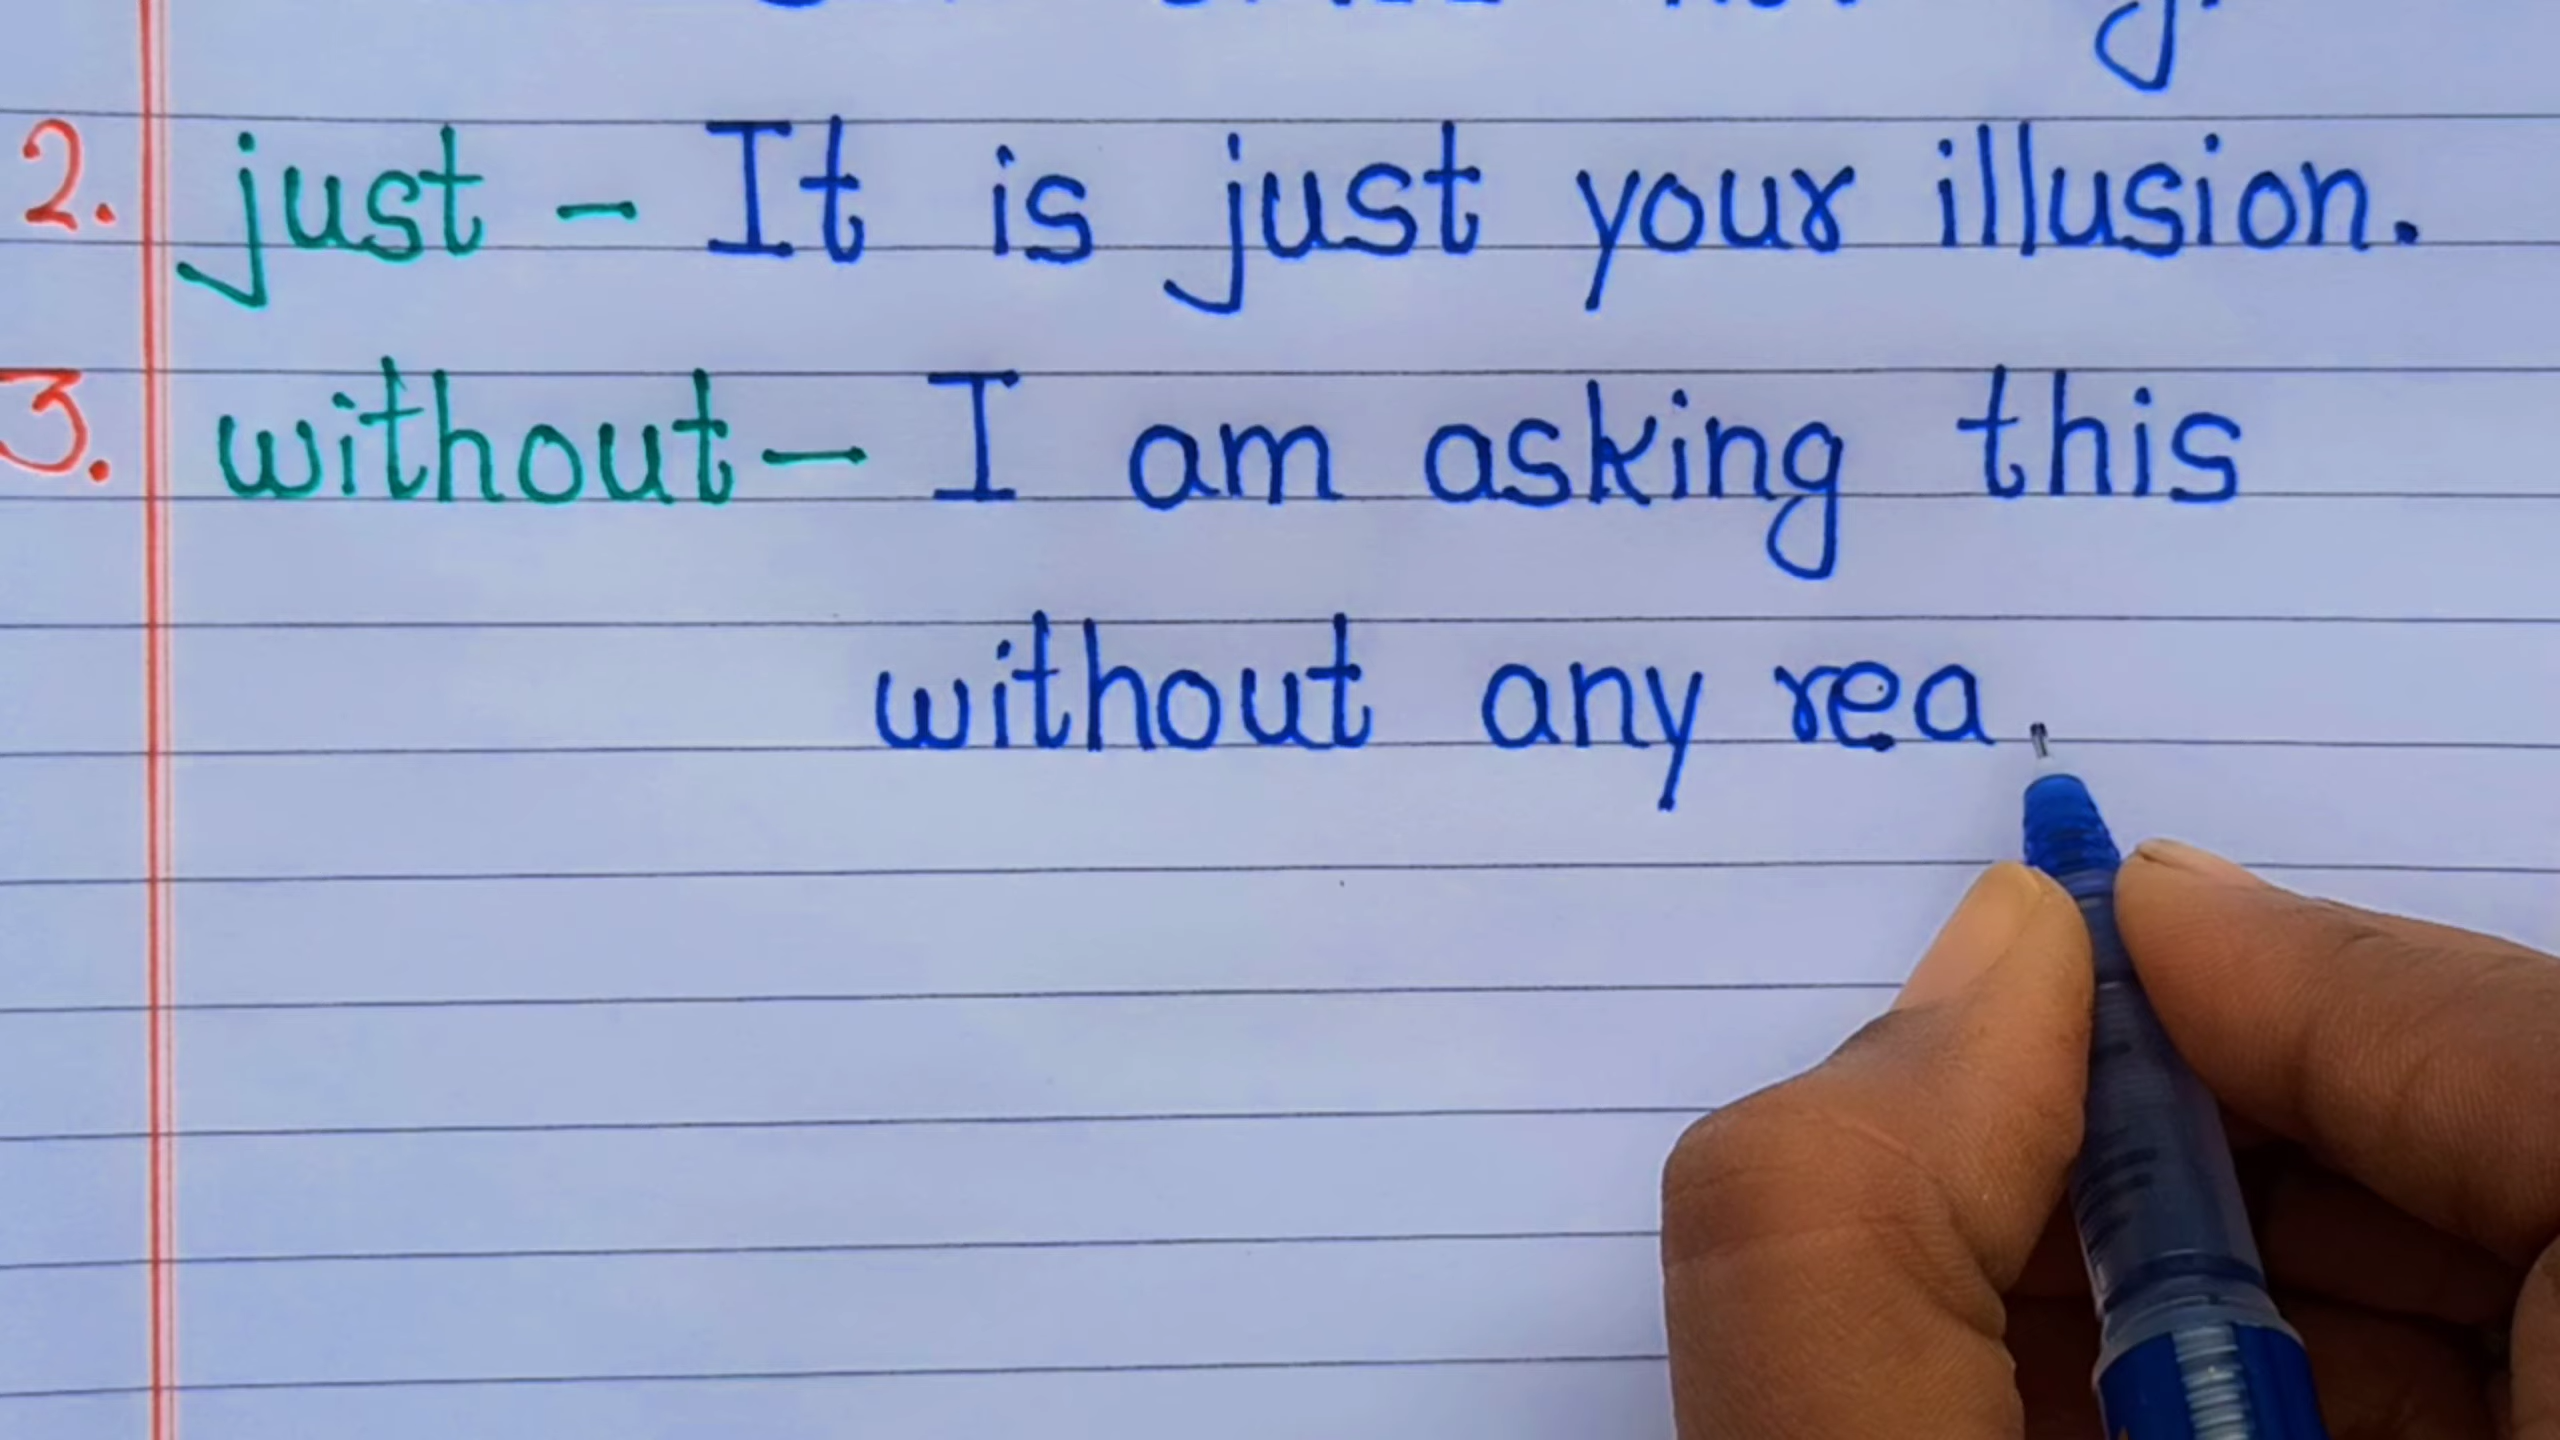 2. just - It is just your illusion.
3. without - I am asking this
without any rea